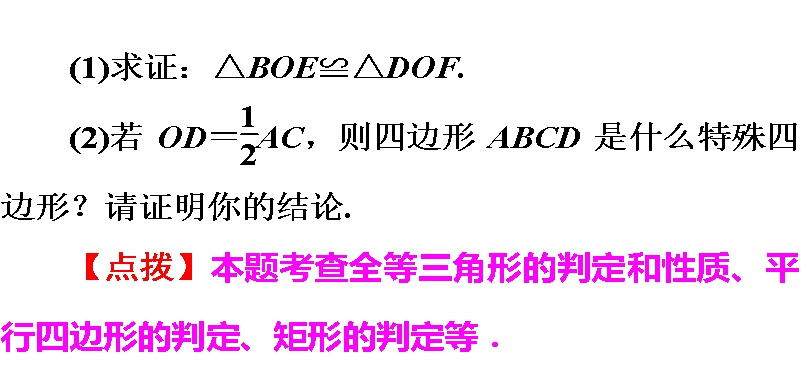 (1)求证：△BOE≌△DOF.
(2)若 OD＝1/2AC，则四边形 ABCD 是什么特殊四
边形？请证明你的结论.
【点拨】本题考查全等三角形的判定和性质、平
行四边形的判定、矩形的判定等．